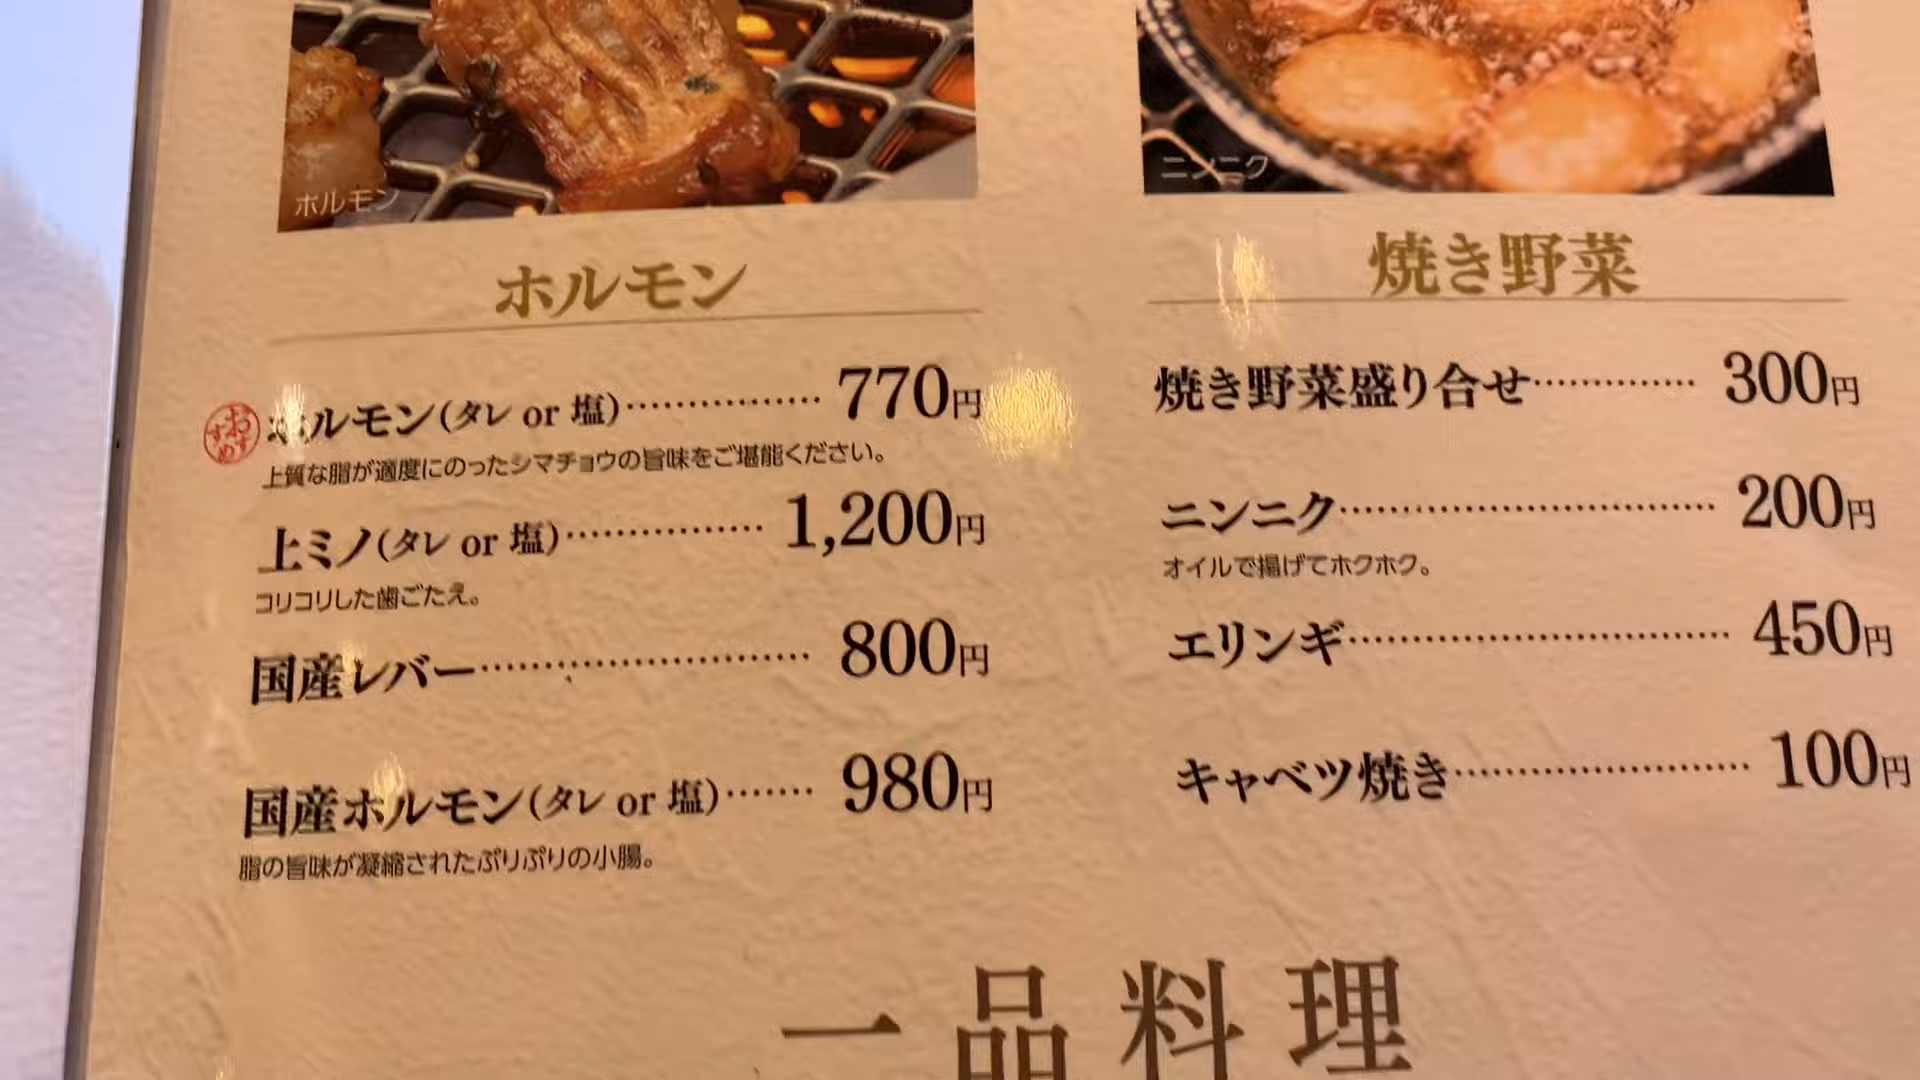 ホルモン
ホルモン
おすすめ
ホルモン(タレ or 塩)……………… 770円
上質な脂が適度にのったシマチョウの旨味をご堪能ください。
上ミノ(タレ or 塩)……………… 1,200円
コリコリした歯ごたえ。
国産レバー……………………… 800円
国産ホルモン(タレ or 塩)……… 980円
脂の旨味が凝縮されたぷりぷりの小腸。
ニンニク
焼き野菜
焼き野菜盛り合せ…………… 300円
ニンニク……………………… 200円
オイルで揚げてホクホク。
エリンギ……………………… 450円
キャベツ焼き………………… 100円
一品料理